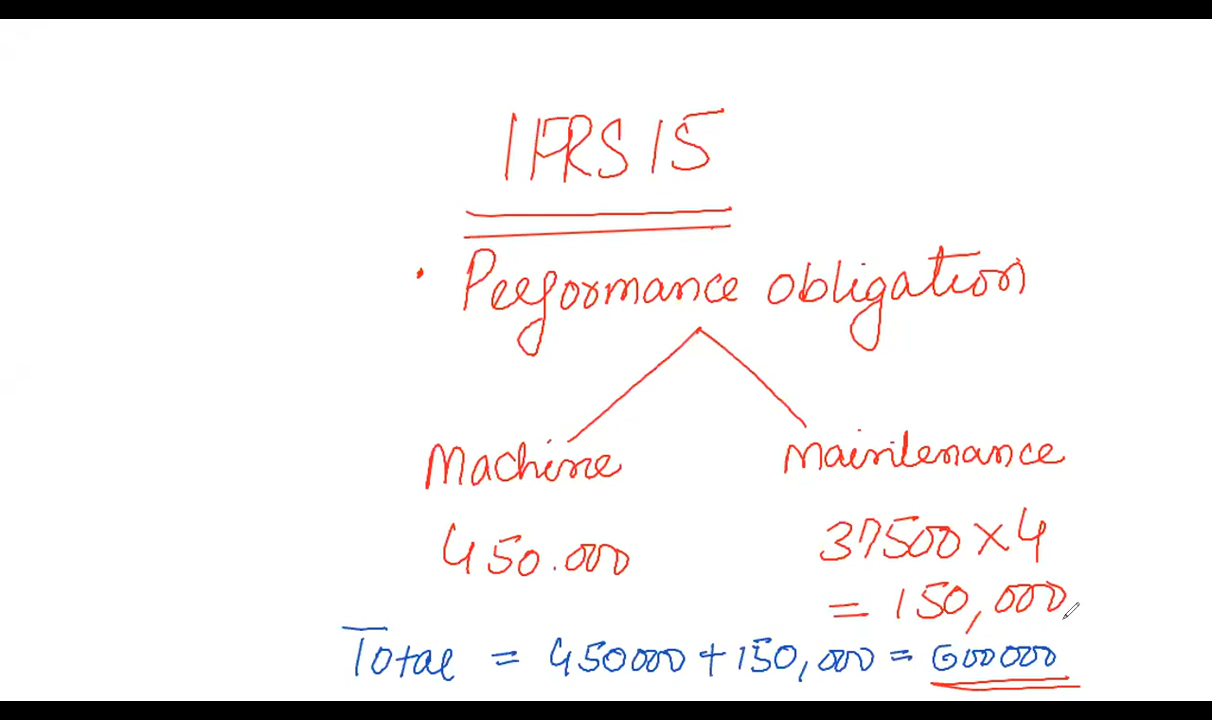 IFRS 15
· Performance obligation
Machine
Maintenance
450.000
37500 × 4
= 150,000
Total = 450000 + 150,000 = 600000